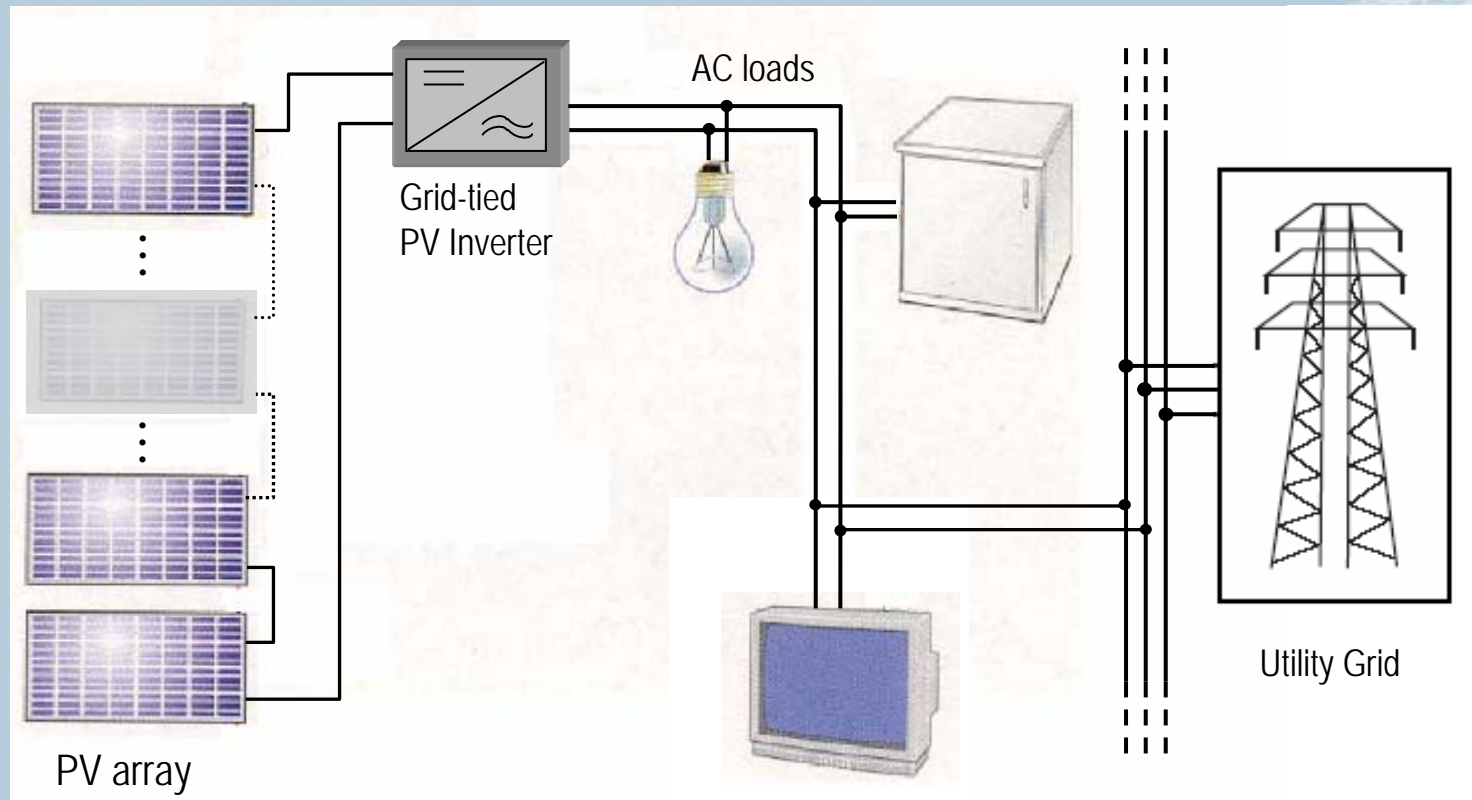 AC loads
Grid-tied
PV Inverter
Utility Grid
PV array